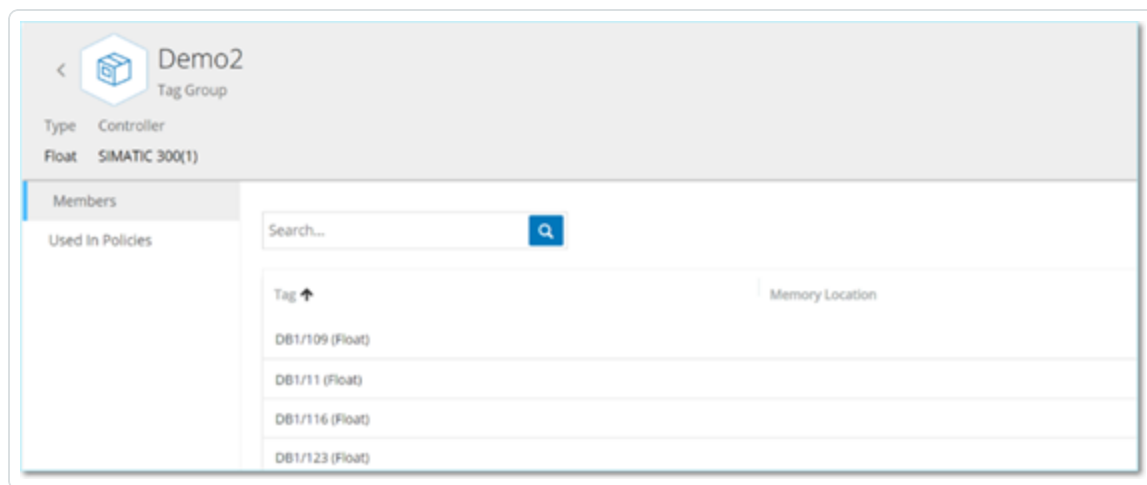 Demo2
Tag Group
Type Controller
Float SIMATIC 300(1)
Members
Used In Policies
Search...
Tag Memory Location
DB1/109 (Float)
DB1/11 (Float)
DB1/116 (Float)
DB1/123 (Float)